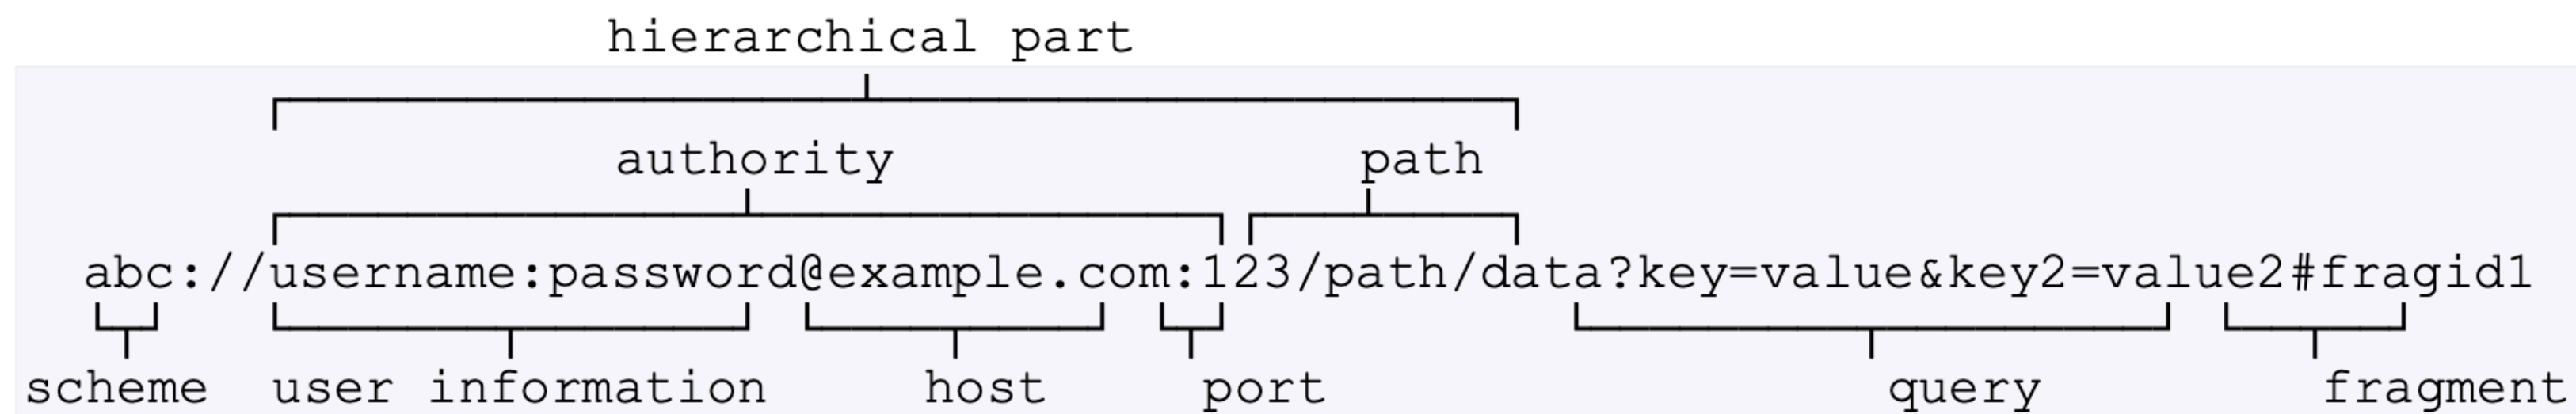 hierarchical part
authority path
abc://username:password@example.com:123/path/data?key=value&key2=value2#fragid1
scheme user information host port query fragment